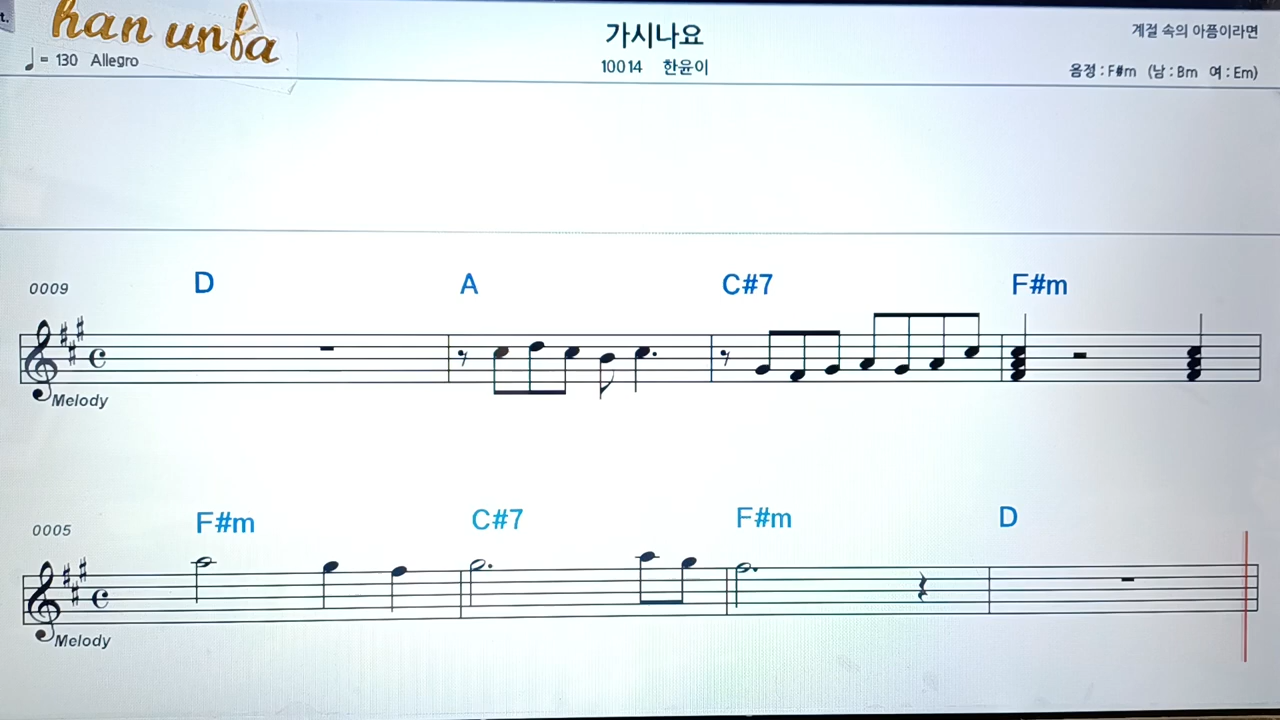 t.
han unfa
♩ = 130 Allegro
가시나요
10014 한윤이
계절 속의 아픔이라면
음정 : F#m (남 : Bm 여 : Em)
0009
D A C#7 F#m
Melody
0005
F#m C#7 F#m D
Melody